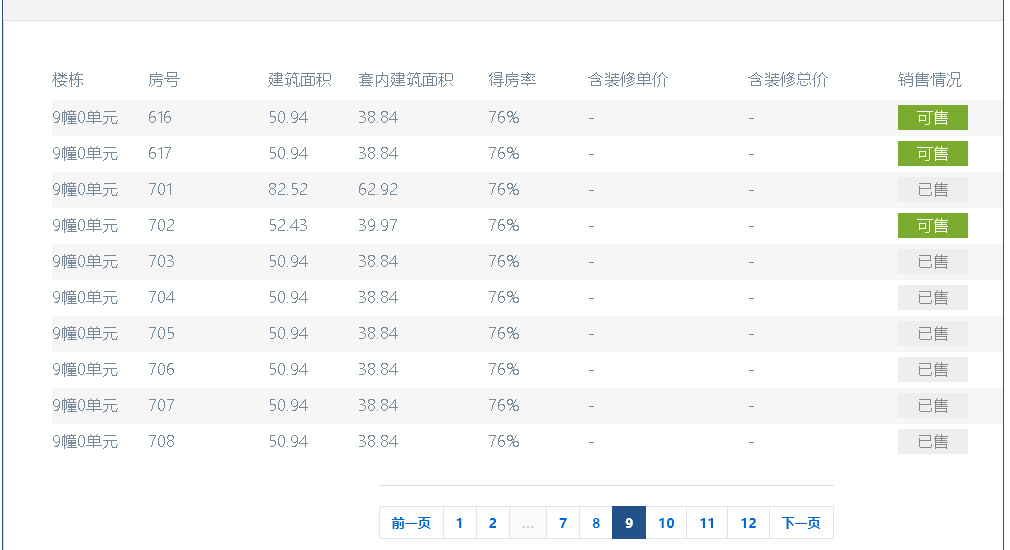 楼栋 房号 建筑面积 套内建筑面积 得房率 含装修单价 含装修总价 销售情况
9幢0单元 616 50.94 38.84 76% - - 可售
9幢0单元 617 50.94 38.84 76% - - 可售
9幢0单元 701 82.52 62.92 76% - - 已售
9幢0单元 702 52.43 39.97 76% - - 可售
9幢0单元 703 50.94 38.84 76% - - 已售
9幢0单元 704 50.94 38.84 76% - - 已售
9幢0单元 705 50.94 38.84 76% - - 已售
9幢0单元 706 50.94 38.84 76% - - 已售
9幢0单元 707 50.94 38.84 76% - - 已售
9幢0单元 708 50.94 38.84 76% - - 已售
前一页 1 2 ... 7 8 9 10 11 12 下一页